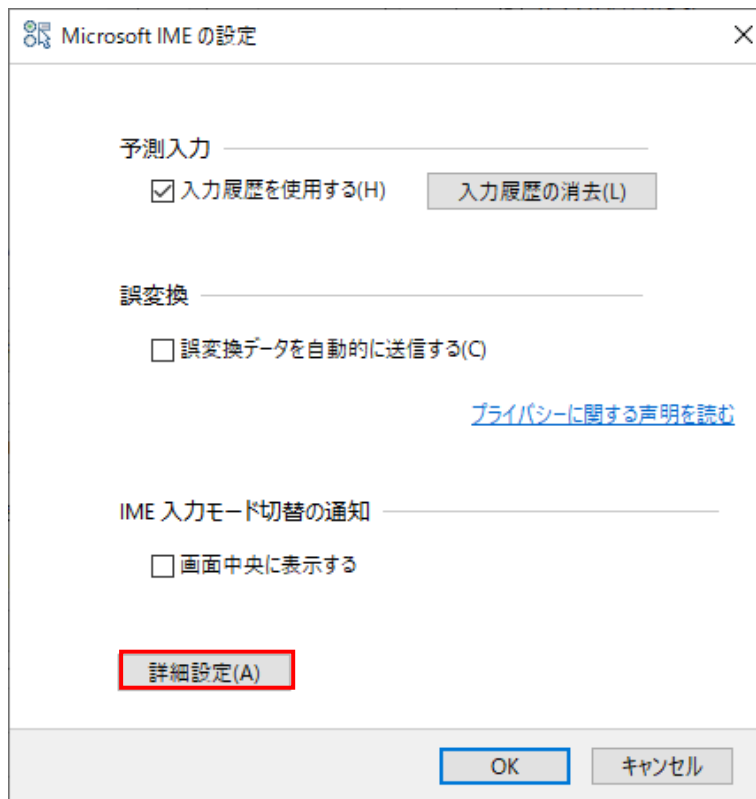 Microsoft IME の設定
予測入力
入力履歴を使用する(H) 入力履歴の消去(L)
誤変換
誤変換データを自動的に送信する(C)
プライバシーに関する声明を読む
IME 入力モード切替の通知
画面中央に表示する
詳細設定(A)
OK キャンセル